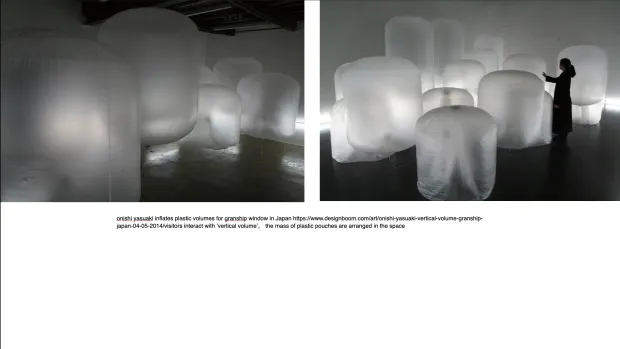 onishi yasuaki inflates plastic volumes for granship window in Japan https://www.designboom.com/art/onishi-yasuaki-vertical-volume-granship-
japan-04-05-2014/visitors interact with 'vertical volume', the mass of plastic pouches are arranged in the space